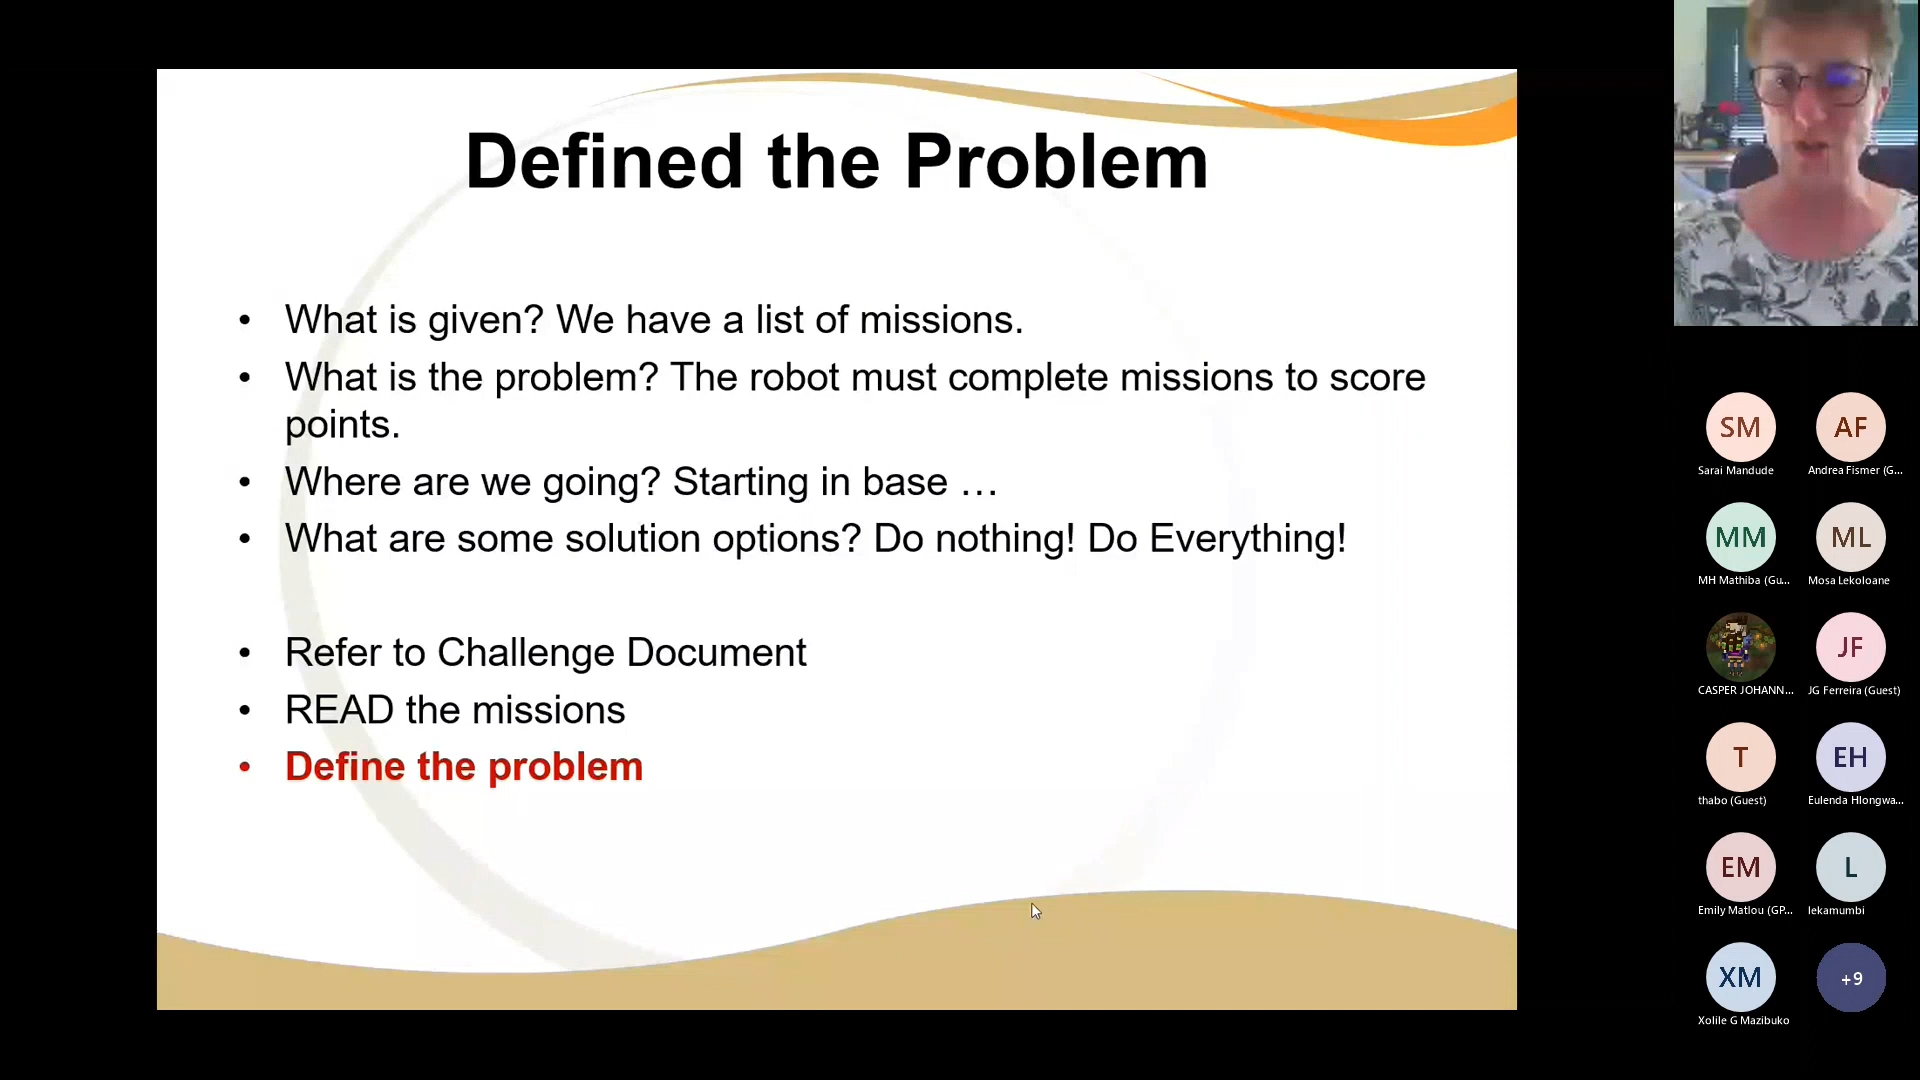 Defined the Problem
• What is given? We have a list of missions.
• What is the problem? The robot must complete missions to score
points.
• Where are we going? Starting in base …
• What are some solution options? Do nothing! Do Everything!
• Refer to Challenge Document
• READ the missions
• Define the problem
SM
AF
Sarai Mandude
Andrea Fismer (G...
MM
ML
MH Mathiba (Gu...
Mosa Lekoloane
CASPER JOHANN...
JF
JG Ferreira (Guest)
T
EH
thabo (Guest)
Eulenda Hlongwa...
EM
L
Emily Matlou (GP...
lekamumbi
XM
+9
Xolile G Mazibuko